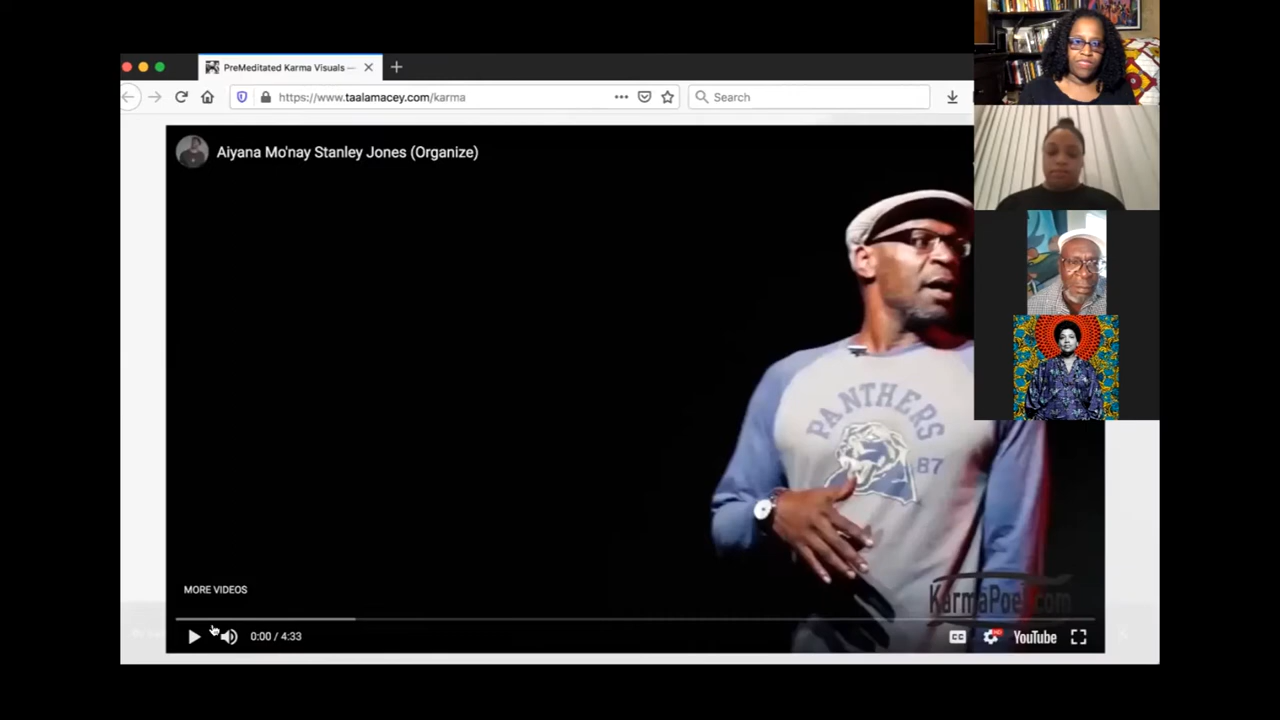 PreMeditated Karma Visuals —
https://www.taalamacey.com/karma
Search
Aiyana Mo'nay Stanley Jones (Organize)
PANTHERS
87
MORE VIDEOS
KarmaPoet.com
0:00 / 4:33
CC
HD
YouTube